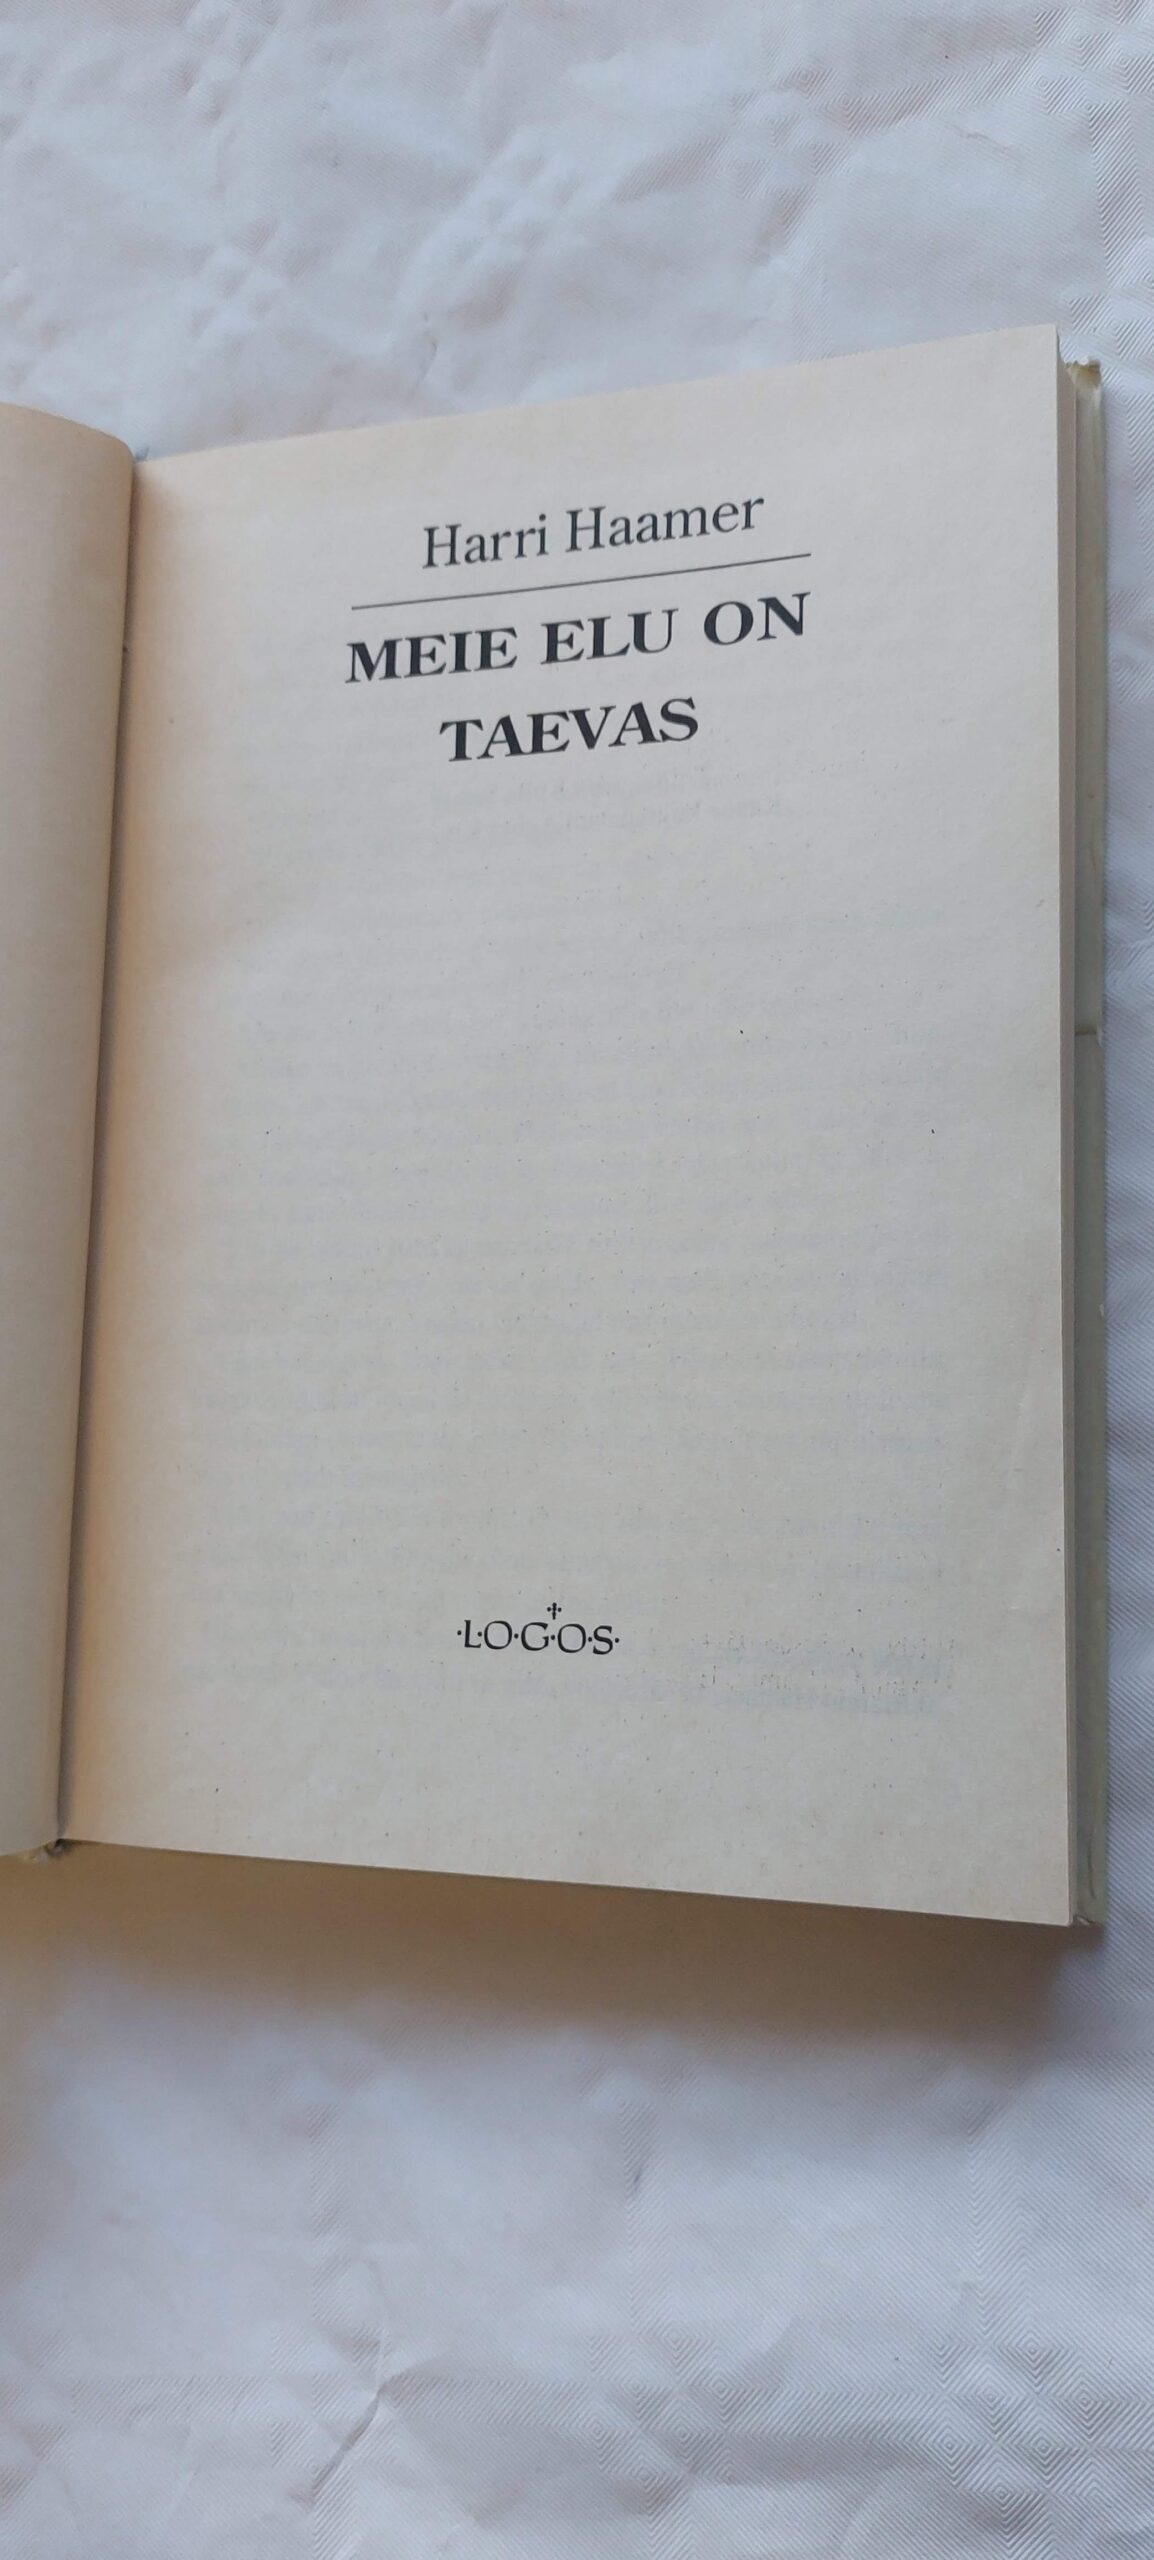 Harri Haamer
MEIE ELU ON
TAEVAS
·L·O·G·O·S·